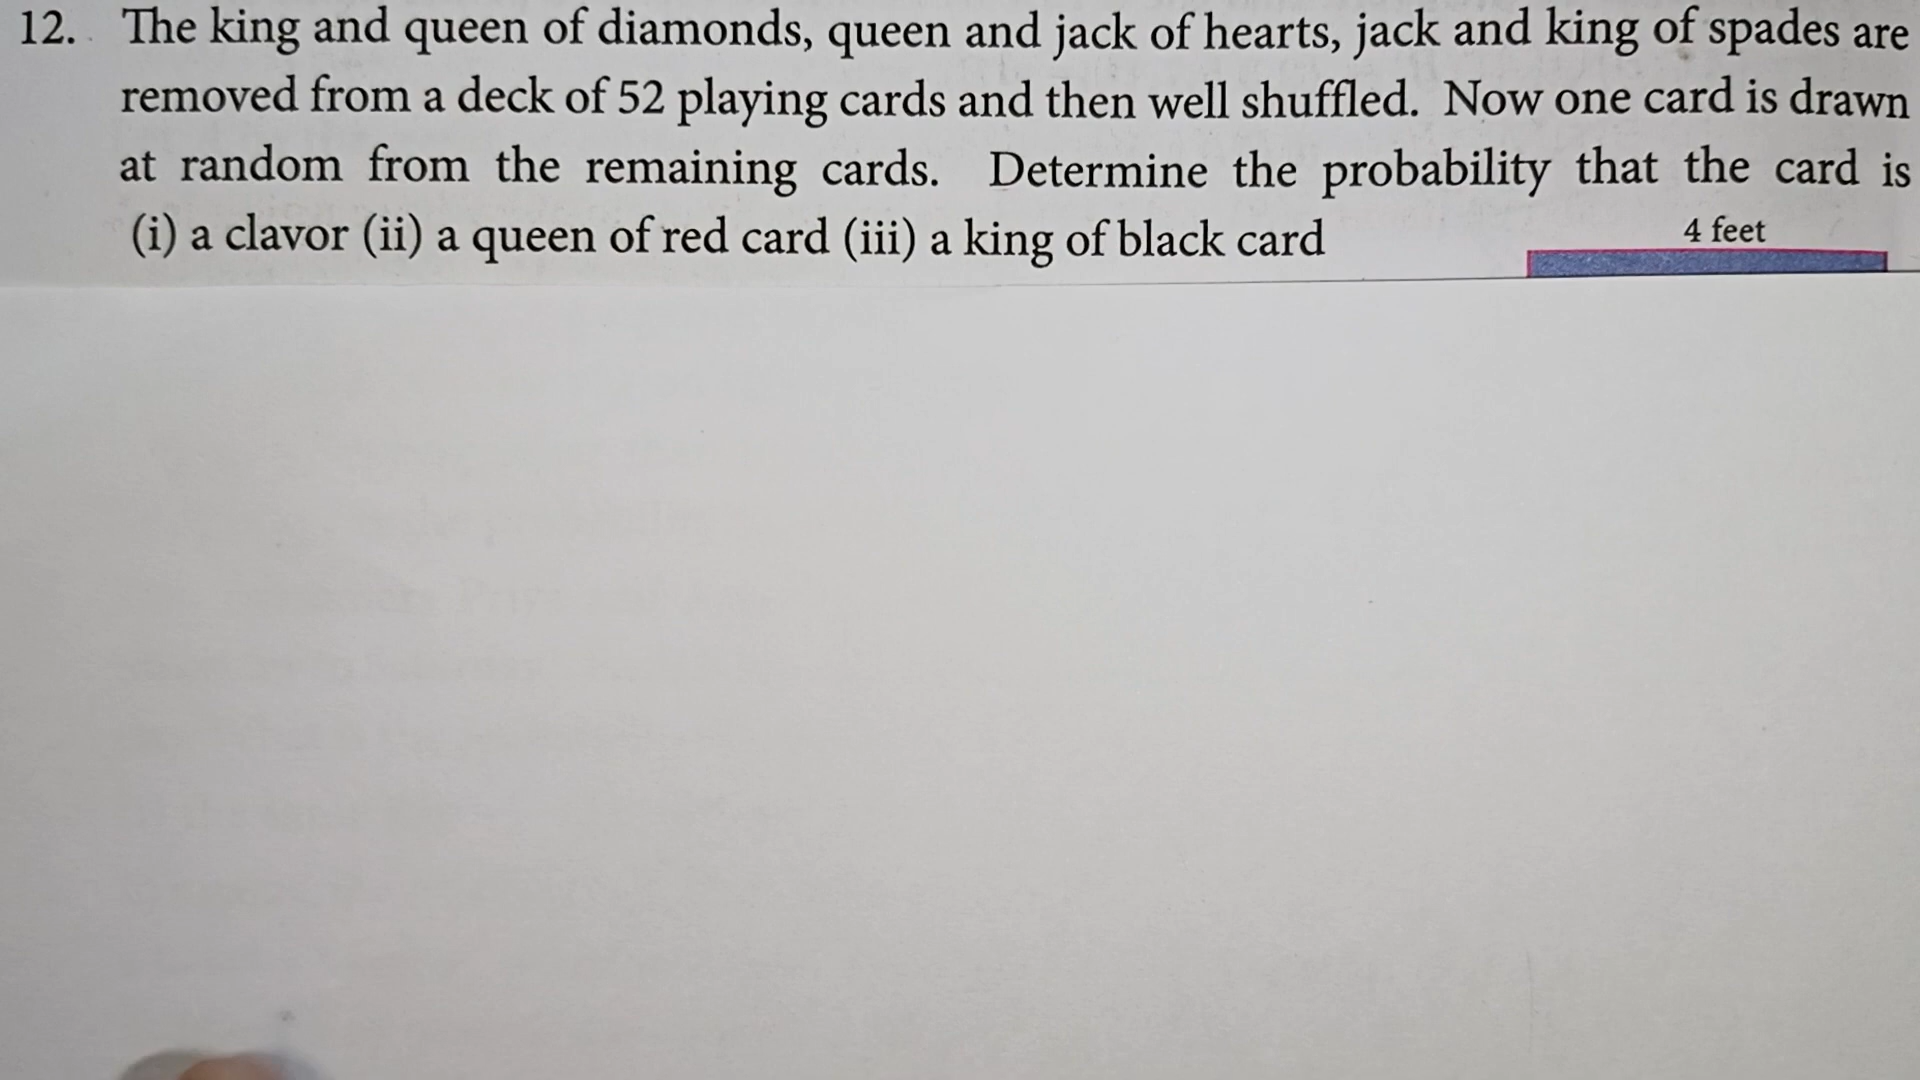 12. The king and queen of diamonds, queen and jack of hearts, jack and king of spades are
removed from a deck of 52 playing cards and then well shuffled. Now one card is drawn
at random from the remaining cards. Determine the probability that the card is
(i) a clavor (ii) a queen of red card (iii) a king of black card
4 feet